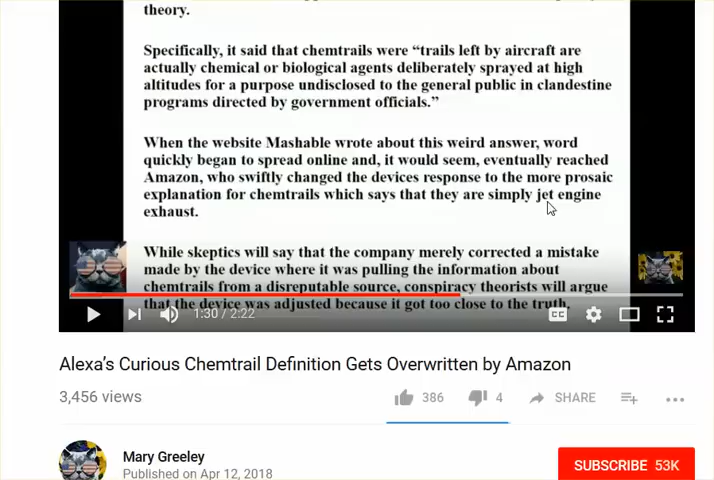 theory.
Specifically, it said that chemtrails were “trails left by aircraft are
actually chemical or biological agents deliberately sprayed at high
altitudes for a purpose undisclosed to the general public in clandestine
programs directed by government officials.”
When the website Mashable wrote about this weird answer, word
quickly began to spread online and, it would seem, eventually reached
Amazon, who swiftly changed the devices response to the more prosaic
explanation for chemtrails which says that they are simply jet engine
exhaust.
While skeptics will say that the company merely corrected a mistake
made by the device where it was pulling the information about
chemtrails from a disreputable source, conspiracy theorists will argue
that the device was adjusted because it got too close to the truth.
1:30 / 2:22
CC
Alexa’s Curious Chemtrail Definition Gets Overwritten by Amazon
3,456 views
386
4
SHARE
Mary Greeley
Published on Apr 12, 2018
SUBSCRIBE 53K